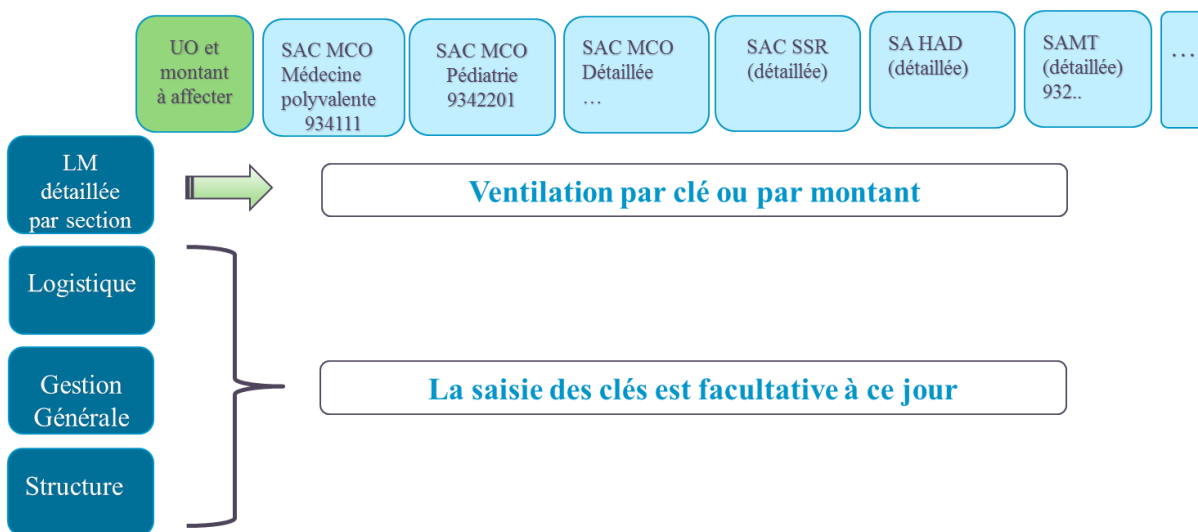 UO et
montant
à affecter
SAC MCO
Médecine
polyvalente
934111
SAC MCO
Pédiatrie
9342201
SAC MCO
Détaillée
…
SAC SSR
(détaillée)
SA HAD
(détaillée)
SAMT
(détaillée)
932..
…
LM
détaillée
par section
Ventilation par clé ou par montant
Logistique
Gestion
Générale
La saisie des clés est facultative à ce jour
Structure